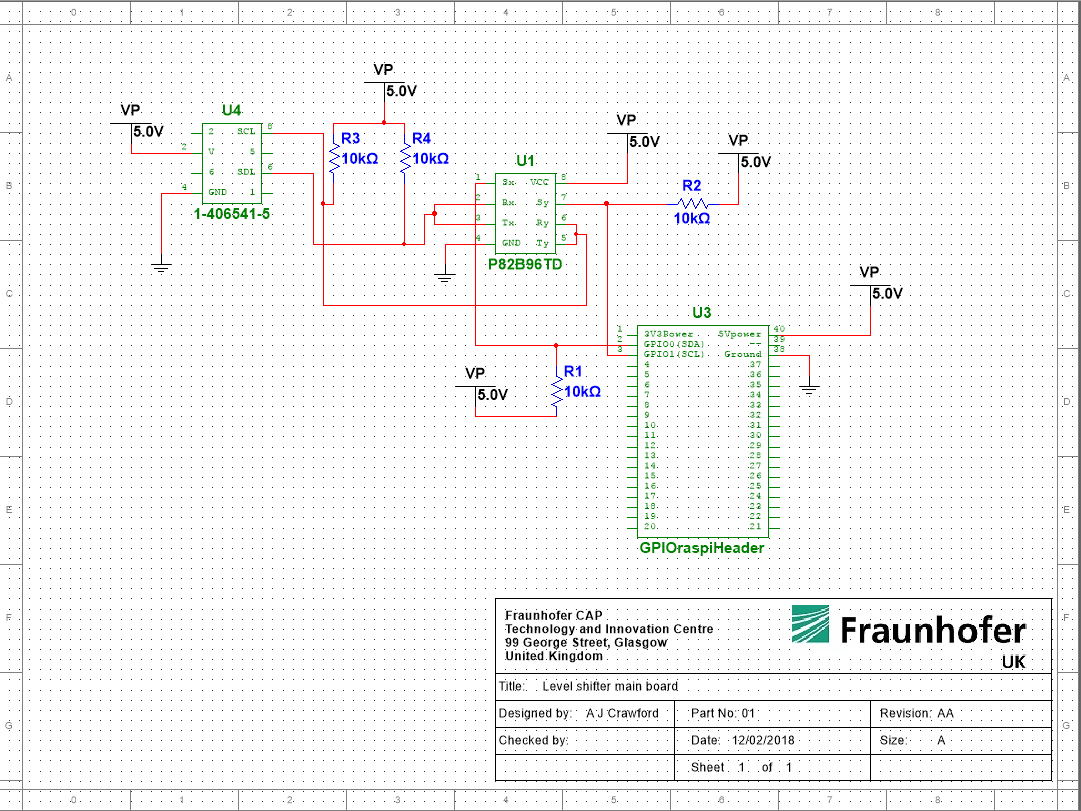 0 1 2 3 4 5 6 7 8
A A
VP
5.0V
VP
5.0V
U4
2 SCL 8
2 V 5
6 SDL 6
4 GND 1
1-406541-5
R3
10kΩ
R4
10kΩ
U1
1 Sx VCC 8
2 Rx Sy 7
3 Tx Ry 6
4 GND Ty 5
P82B96TD
VP
5.0V
VP
5.0V
R2
10kΩ
B B
C C
VP
5.0V
U3
1 3V3Power 5Vpower 40
2 GPIO0(SDA) -- 39
3 GPIO1(SCL) Ground 38
4 37
5 36
6 35
7 34
8 33
9 32
10 31
11 30
12 29
13 28
14 27
15 26
16 25
17 24
18 23
19 22
20 21
GPIOraspiHeader
VP
5.0V
R1
10kΩ
D D
E E
F F
Fraunhofer CAP
Technology and Innovation Centre
99 George Street, Glasgow
United Kingdom
Fraunhofer
UK
Title: Level shifter main board
Designed by: A J Crawford Part No: 01 Revision: AA
Checked by: Date: 12/02/2018 Size: A
Sheet 1 of 1
G G
0 1 2 3 4 5 6 7 8